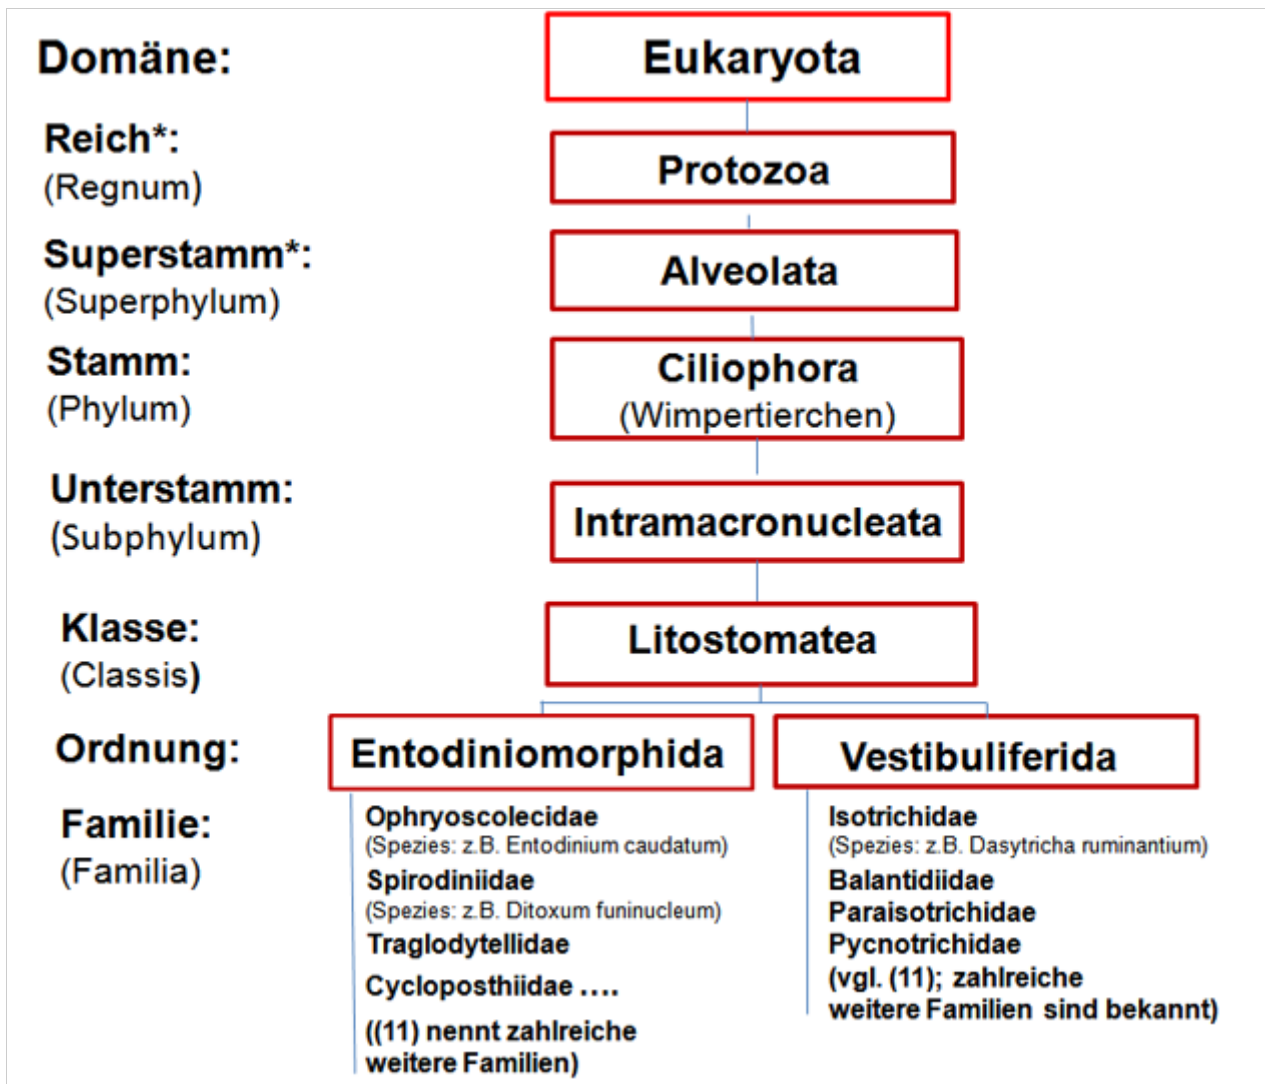 Domäne:
Eukaryota
Reich*:
(Regnum)
Protozoa
Superstamm*:
(Superphylum)
Alveolata
Stamm:
(Phylum)
Ciliophora
(Wimpertierchen)
Unterstamm:
(Subphylum)
Intramacronucleata
Klasse:
(Classis)
Litostomatea
Ordnung:
Entodiniomorphida
Vestibuliferida
Familie:
(Familia)
Ophryoscolecidae
(Spezies: z.B. Entodinium caudatum)
Spirodiniidae
(Spezies: z.B. Ditoxum funinucleum)
Traglodytellidae
Cycloposthiidae ....
((11) nennt zahlreiche
weitere Familien)
Isotrichidae
(Spezies: z.B. Dasytricha ruminantium)
Balantidiidae
Paraisotrichidae
Pycnotrichidae
(vgl. (11); zahlreiche
weitere Familien sind bekannt)